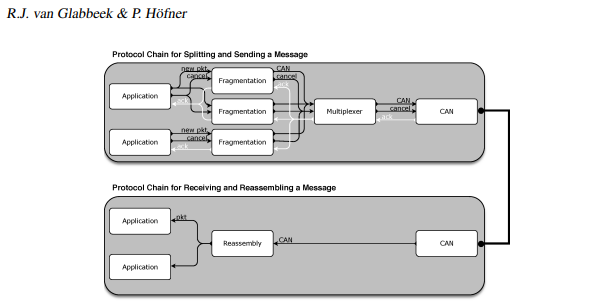 R.J. van Glabbeek & P. Höfner
Protocol Chain for Splitting and Sending a Message
new pkt
cancel
Application
ack
Fragmentation
CAN
cancel
ack
Fragmentation
Multiplexer
CAN
cancel
ack
CAN
Application
new pkt
cancel
ack
Fragmentation
Protocol Chain for Receiving and Reassembling a Message
Application
pkt
Reassembly
CAN
CAN
Application